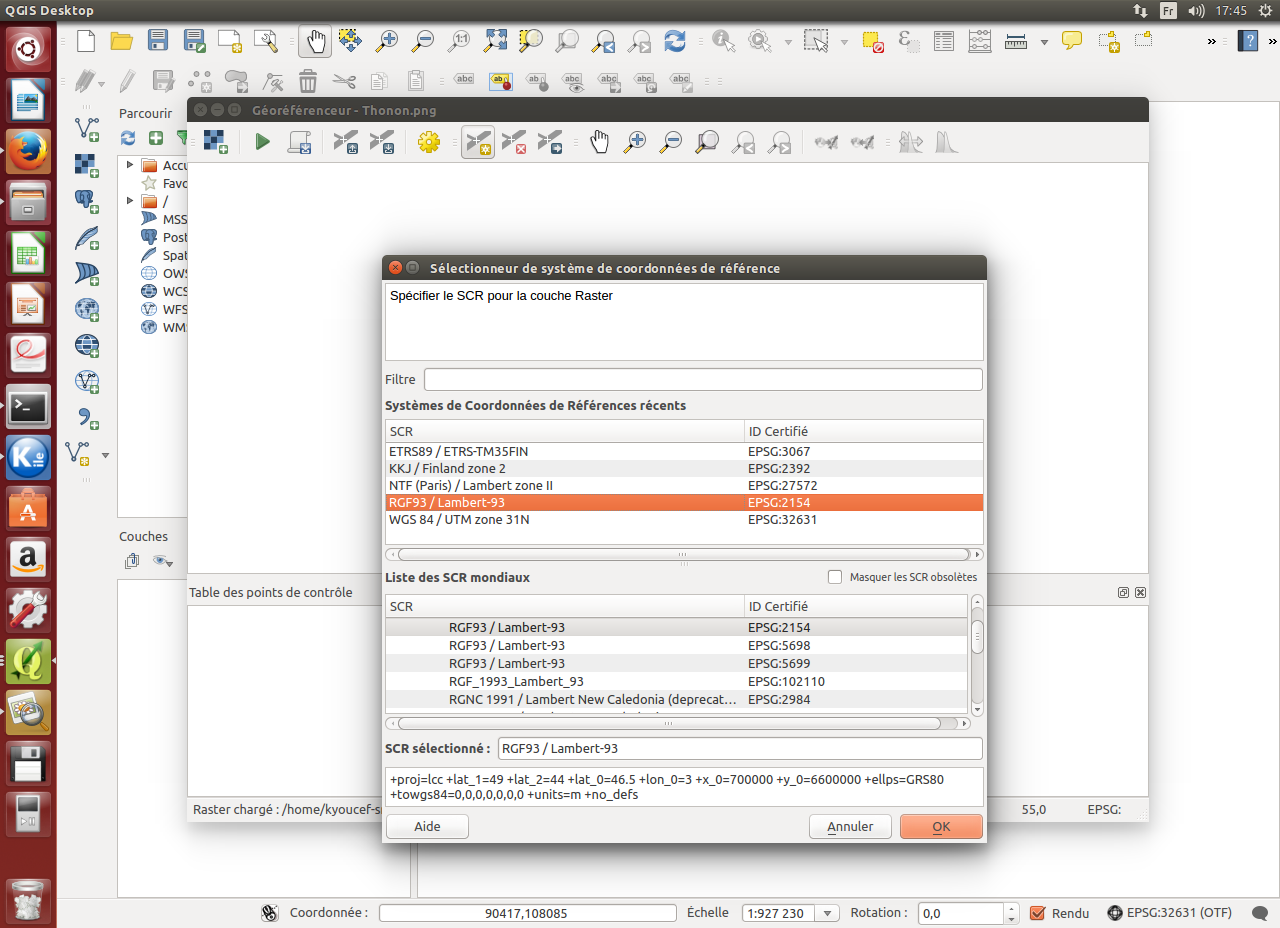 QGIS Desktop
Fr
17:45
Parcourir
Géoréférenceur - Thonon.png
Accu
Favo
/
MSS
Post
Spat
OWS
WCS
WFS
WMS
Couches
Sélectionneur de système de coordonnées de référence
Spécifier le SCR pour la couche Raster
Filtre
Systèmes de Coordonnées de Références récents
SCR ID Certifié
ETRS89 / ETRS-TM35FIN EPSG:3067
KKJ / Finland zone 2 EPSG:2392
NTF (Paris) / Lambert zone II EPSG:27572
RGF93 / Lambert-93 EPSG:2154
WGS 84 / UTM zone 31N EPSG:32631
Liste des SCR mondiaux
Masquer les SCR obsolètes
SCR ID Certifié
RGF93 / Lambert-93 EPSG:2154
RGF93 / Lambert-93 EPSG:5698
RGF93 / Lambert-93 EPSG:5699
RGF_1993_Lambert_93 EPSG:102110
RGNC 1991 / Lambert New Caledonia (deprecat... EPSG:2984
SCR sélectionné : RGF93 / Lambert-93
+proj=lcc +lat_1=49 +lat_2=44 +lat_0=46.5 +lon_0=3 +x_0=700000 +y_0=6600000 +ellps=GRS80
+towgs84=0,0,0,0,0,0,0 +units=m +no_defs
Aide
Annuler
OK
Table des points de contrôle
Raster chargé : /home/kyoucef-s
55,0
EPSG:
Coordonnée :
90417,108085
Échelle
1:927 230
Rotation :
0,0
Rendu
EPSG:32631 (OTF)